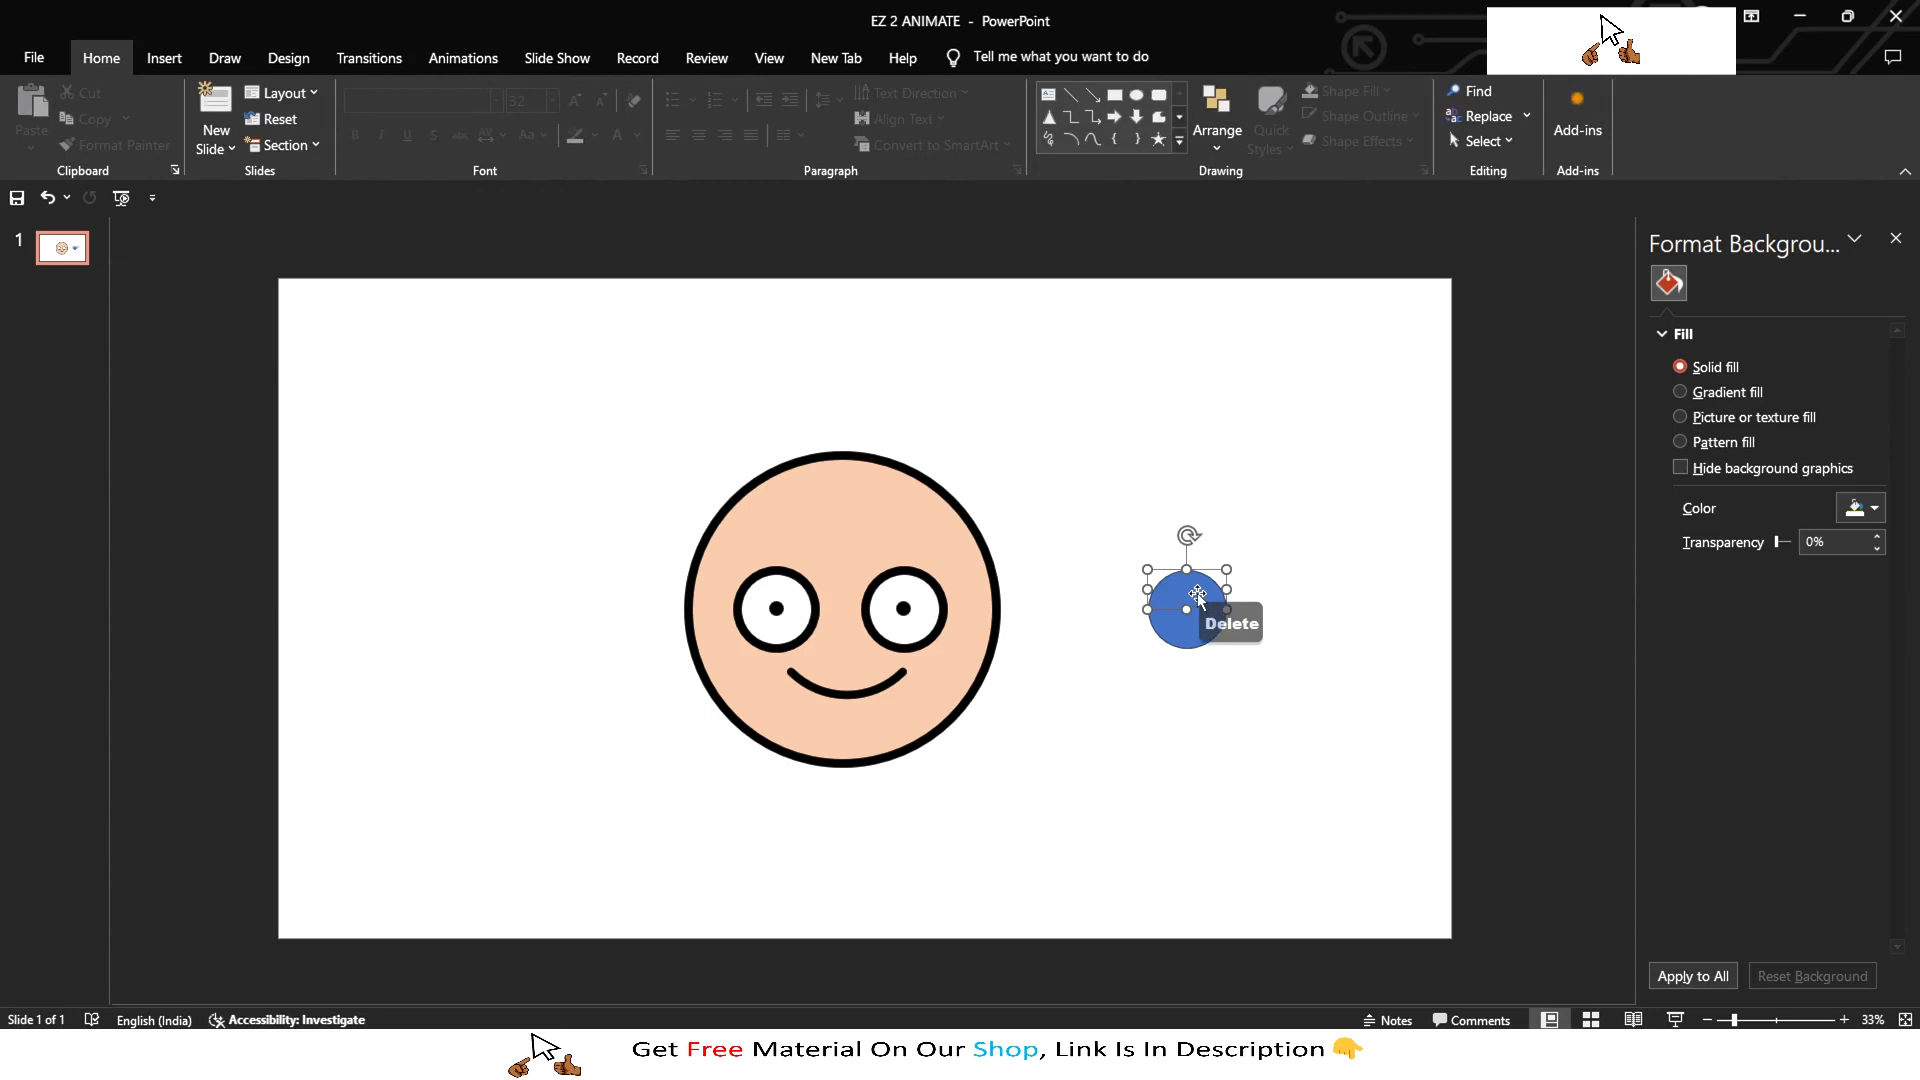 EZ 2 ANIMATE - PowerPoint
File Home Insert Draw Design Transitions Animations Slide Show Record Review View New Tab Help Tell me what you want to do
Paste
Cut
Copy
Format Painter
Clipboard
New Slide
Layout
Reset
Section
Slides
32
B I U S abc AV Aa A
Font
Text Direction
Align Text
Convert to SmartArt
Paragraph
Arrange
Quick Styles
Shape Fill
Shape Outline
Shape Effects
Drawing
Find
Replace
Select
Editing
Add-ins
Add-ins
1
Delete
Format Backgrou...
Fill
Solid fill
Gradient fill
Picture or texture fill
Pattern fill
Hide background graphics
Color
Transparency 0%
Apply to All Reset Background
Slide 1 of 1 English (India) Accessibility: Investigate Notes Comments 33%
Get Free Material On Our Shop, Link Is In Description